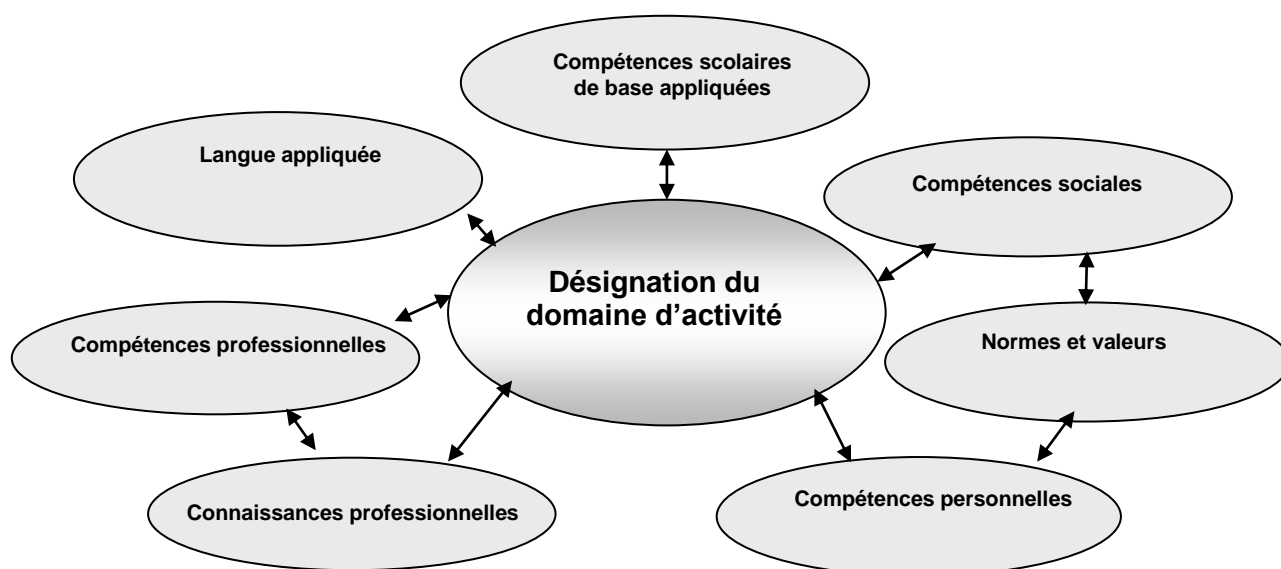 Compétences scolaires
de base appliquées
Langue appliquée
Compétences sociales
Désignation du
domaine d'activité
Compétences professionnelles
Normes et valeurs
Connaissances professionnelles
Compétences personnelles